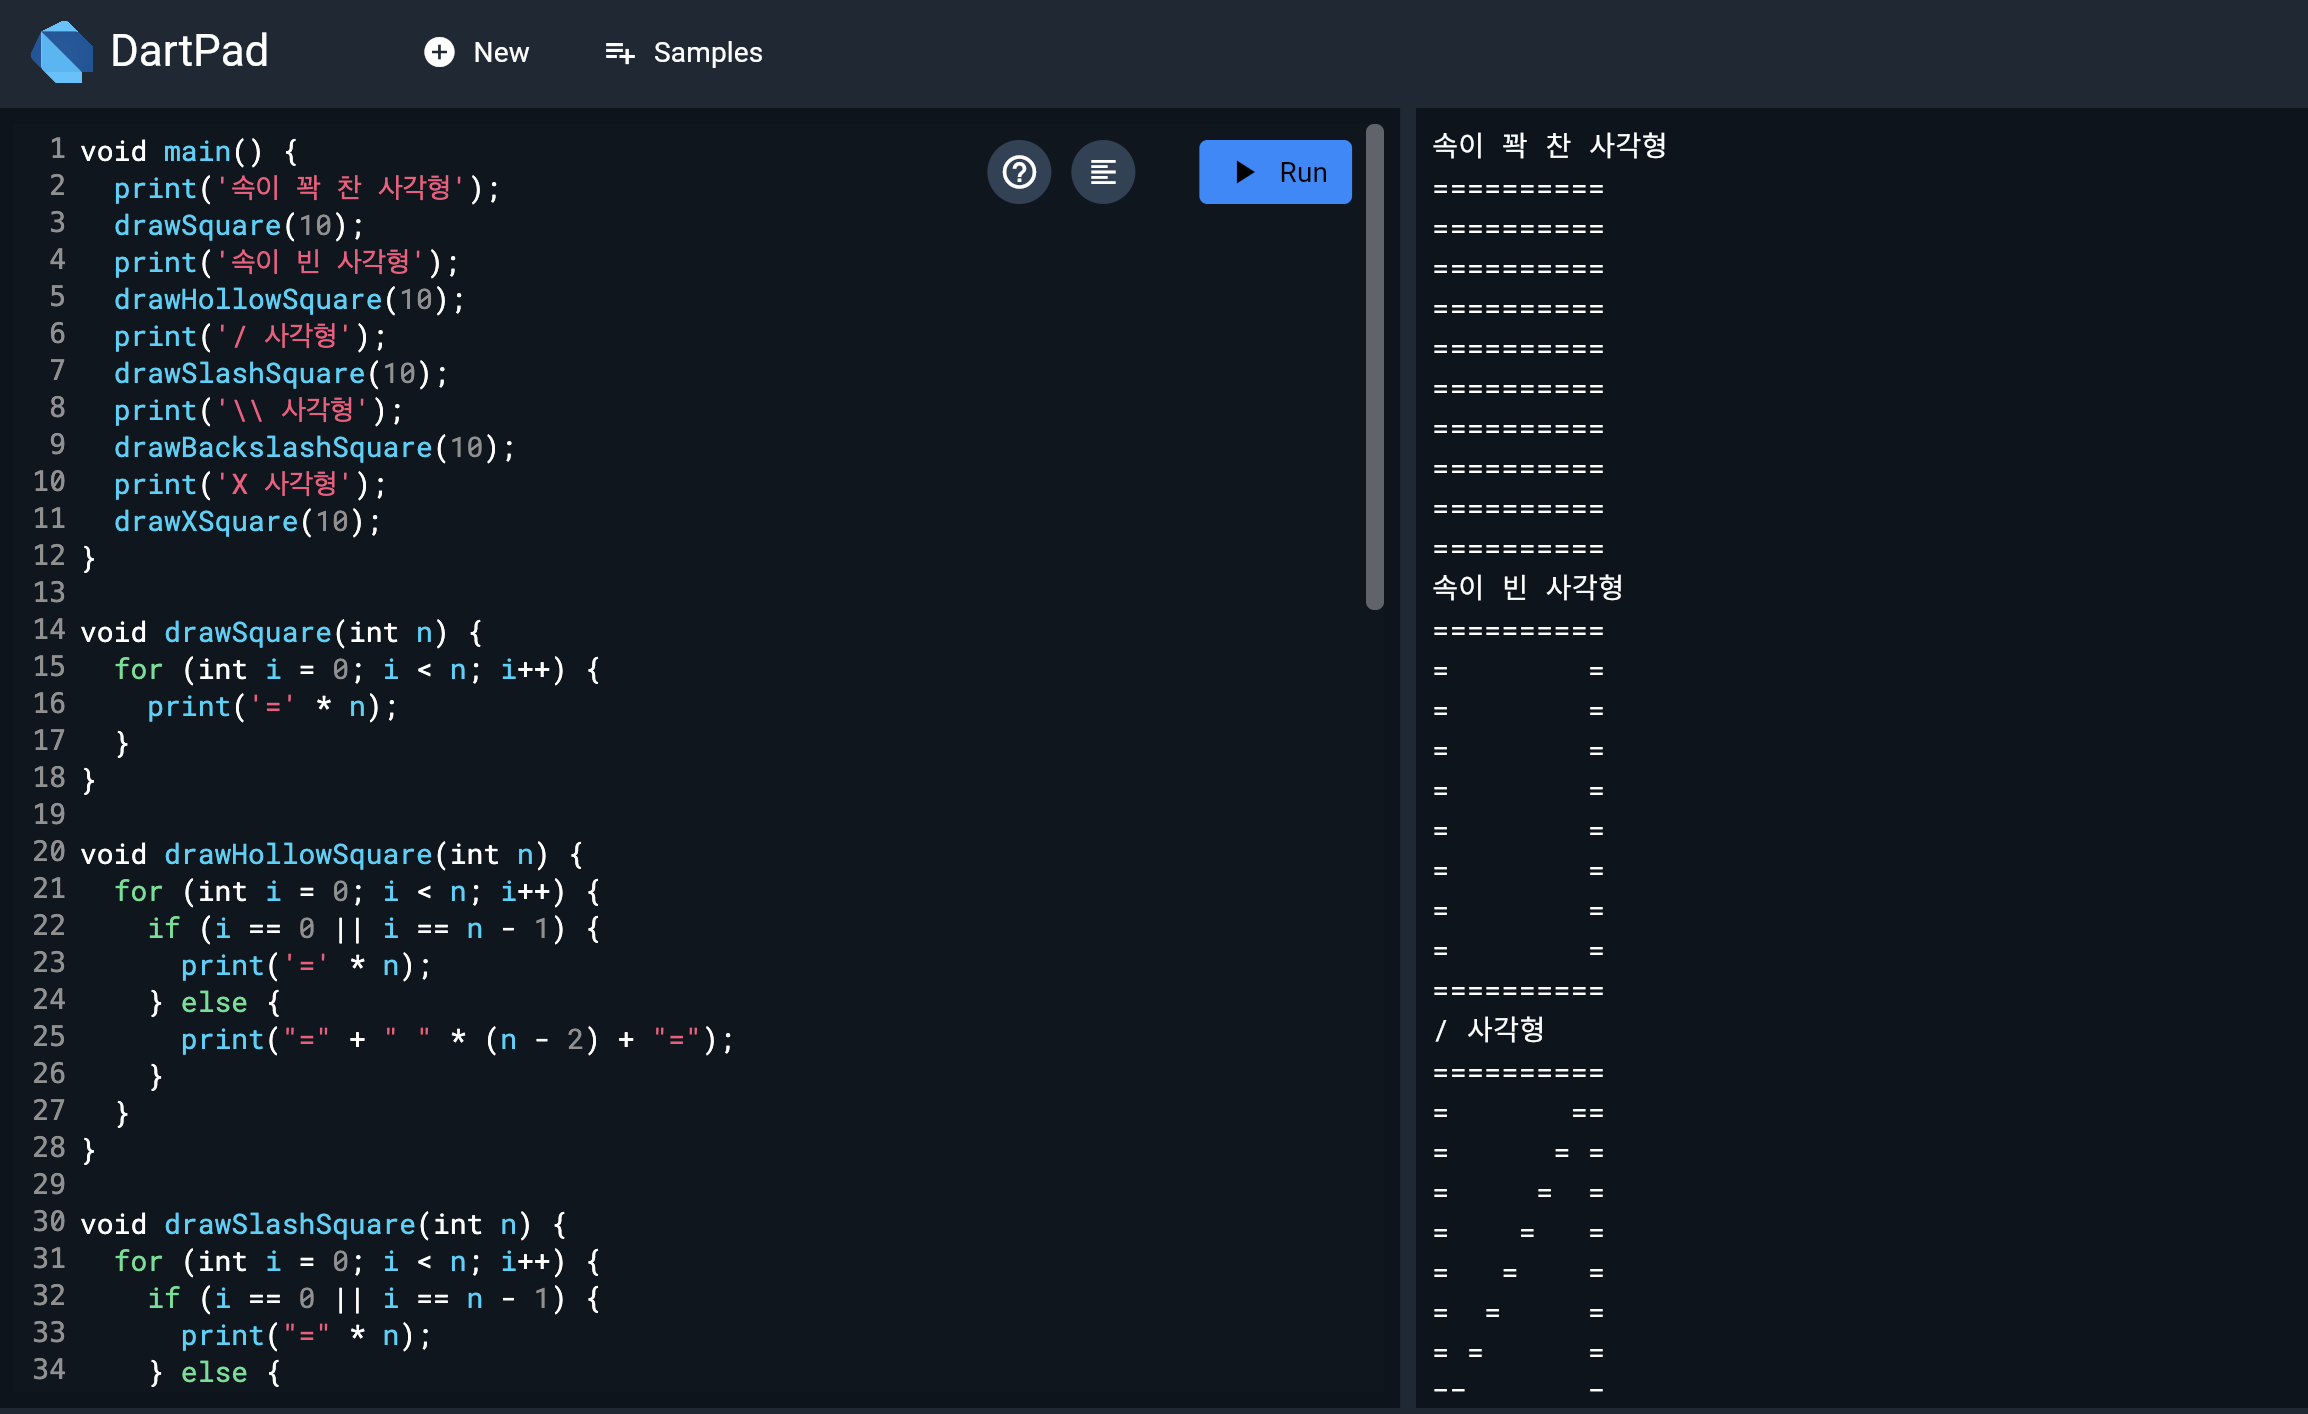 DartPad
New
Samples
Run
1 void main() {
2   print('속이 꽉 찬 사각형');
3   drawSquare(10);
4   print('속이 빈 사각형');
5   drawHollowSquare(10);
6   print('/ 사각형');
7   drawSlashSquare(10);
8   print('\\ 사각형');
9   drawBackslashSquare(10);
10   print('X 사각형');
11   drawXSquare(10);
12 }
13
14 void drawSquare(int n) {
15   for (int i = 0; i < n; i++) {
16     print('=' * n);
17   }
18 }
19
20 void drawHollowSquare(int n) {
21   for (int i = 0; i < n; i++) {
22     if (i == 0 || i == n - 1) {
23       print('=' * n);
24     } else {
25       print("=" + " " * (n - 2) + "=");
26     }
27   }
28 }
29
30 void drawSlashSquare(int n) {
31   for (int i = 0; i < n; i++) {
32     if (i == 0 || i == n - 1) {
33       print("=" * n);
34     } else {
속이 꽉 찬 사각형
==========
==========
==========
==========
==========
==========
==========
==========
==========
==========
속이 빈 사각형
==========
=        =
=        =
=        =
=        =
=        =
=        =
=        =
=        =
==========
/ 사각형
==========
=       ==
=      = =
=     =  =
=    =   =
=   =    =
=  =     =
= =      =